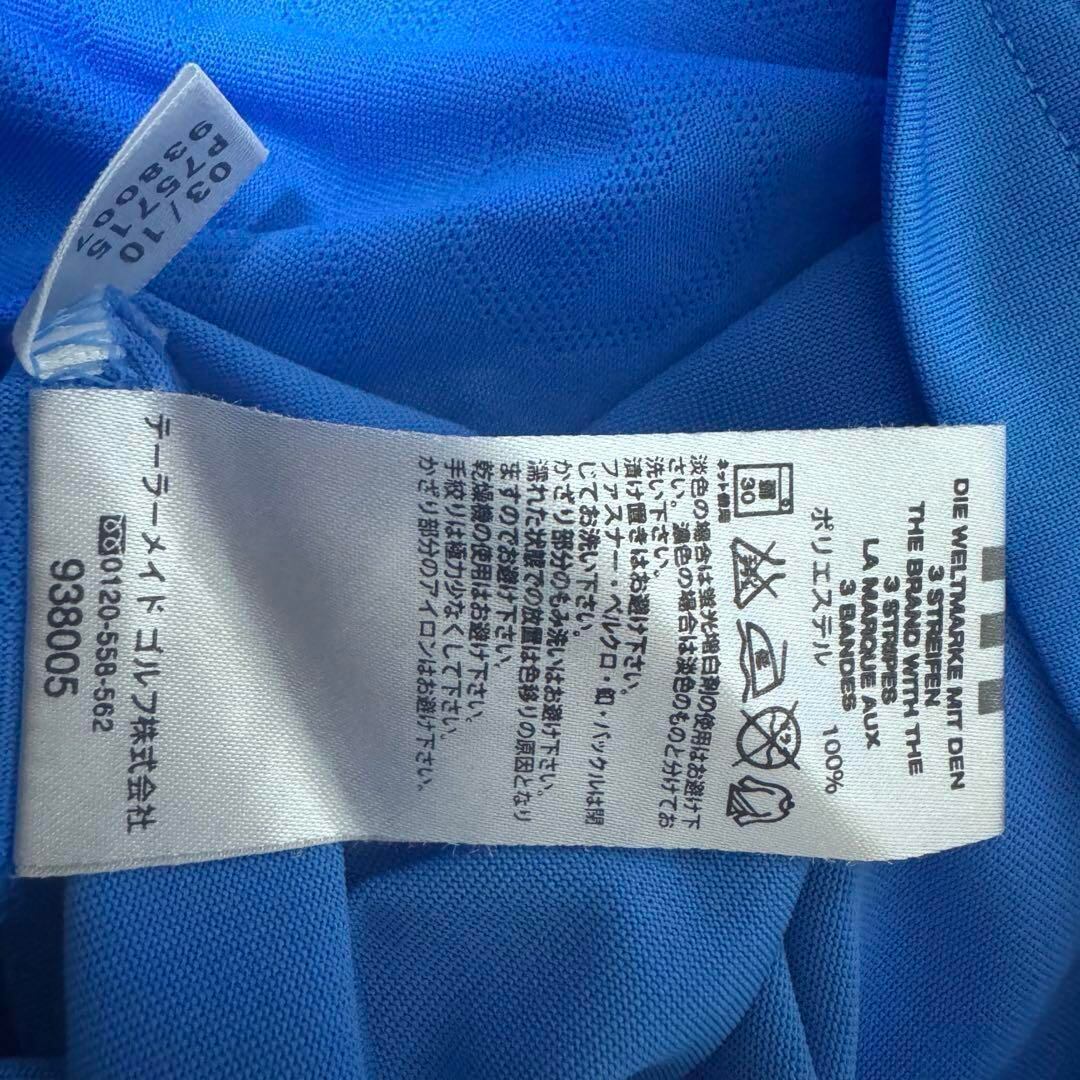 DIE WELTMARKE MIT DEN
3 STREIFEN
THE BRAND WITH THE
3 STRIPES
LA MARQUE AUX
3 BANDES
ポリエステル 100%
30
ネット使用
淡色の場合は蛍光増白剤の使用はお避け下
さい。 濃色の場合は淡色のものと分けてお
洗い下さい。
漬け置きはお避け下さい。
ファスナー・ベルクロ・釦・バックルは閉
じてお洗い下さい。
かざり部分のもみ洗いはお避け下さい。
濡れた状態での放置は色移りの原因となり
ますのでお避け下さい。
乾燥機の使用はお避け下さい。
手絞りは極力少なくして下さい。
かざり部分のアイロンはお避け下さい。
テーラーメイド ゴルフ株式会社
0120-558-562
938005
03/10